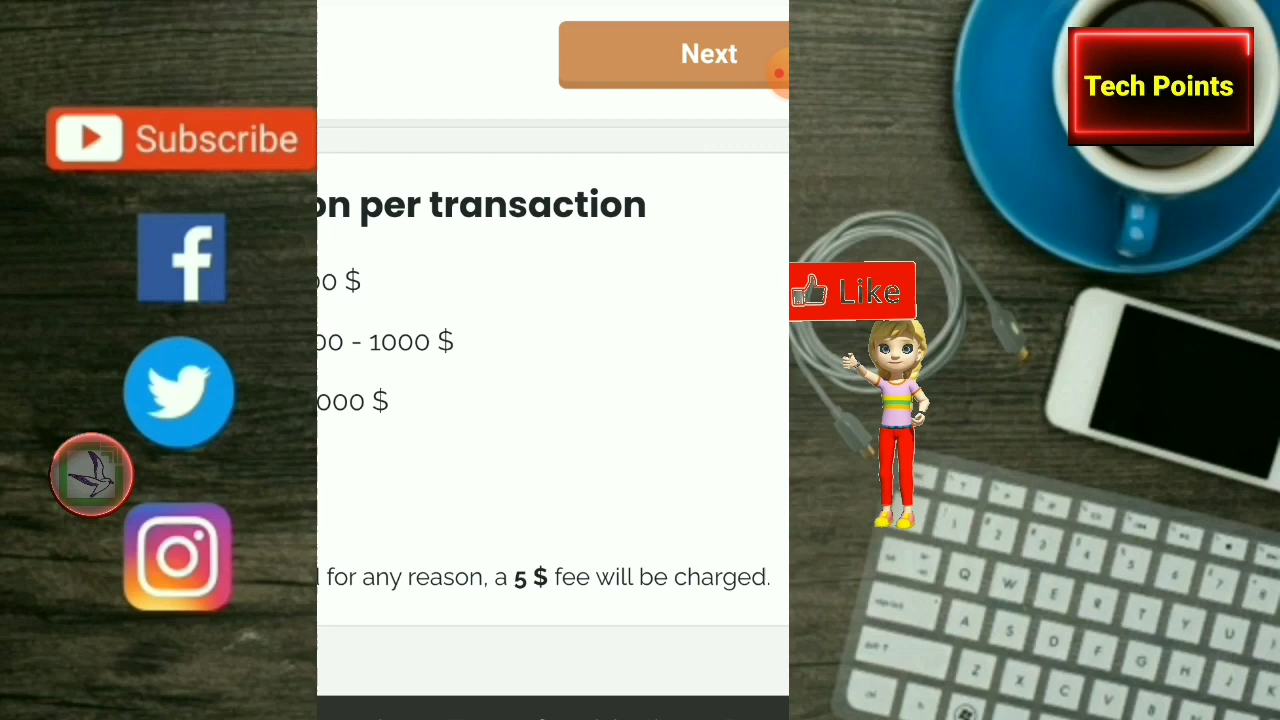 Next
Tech Points
Subscribe
on per transaction
00 $
Like
00 - 1000 $
000 $
for any reason, a 5 $ fee will be charged.